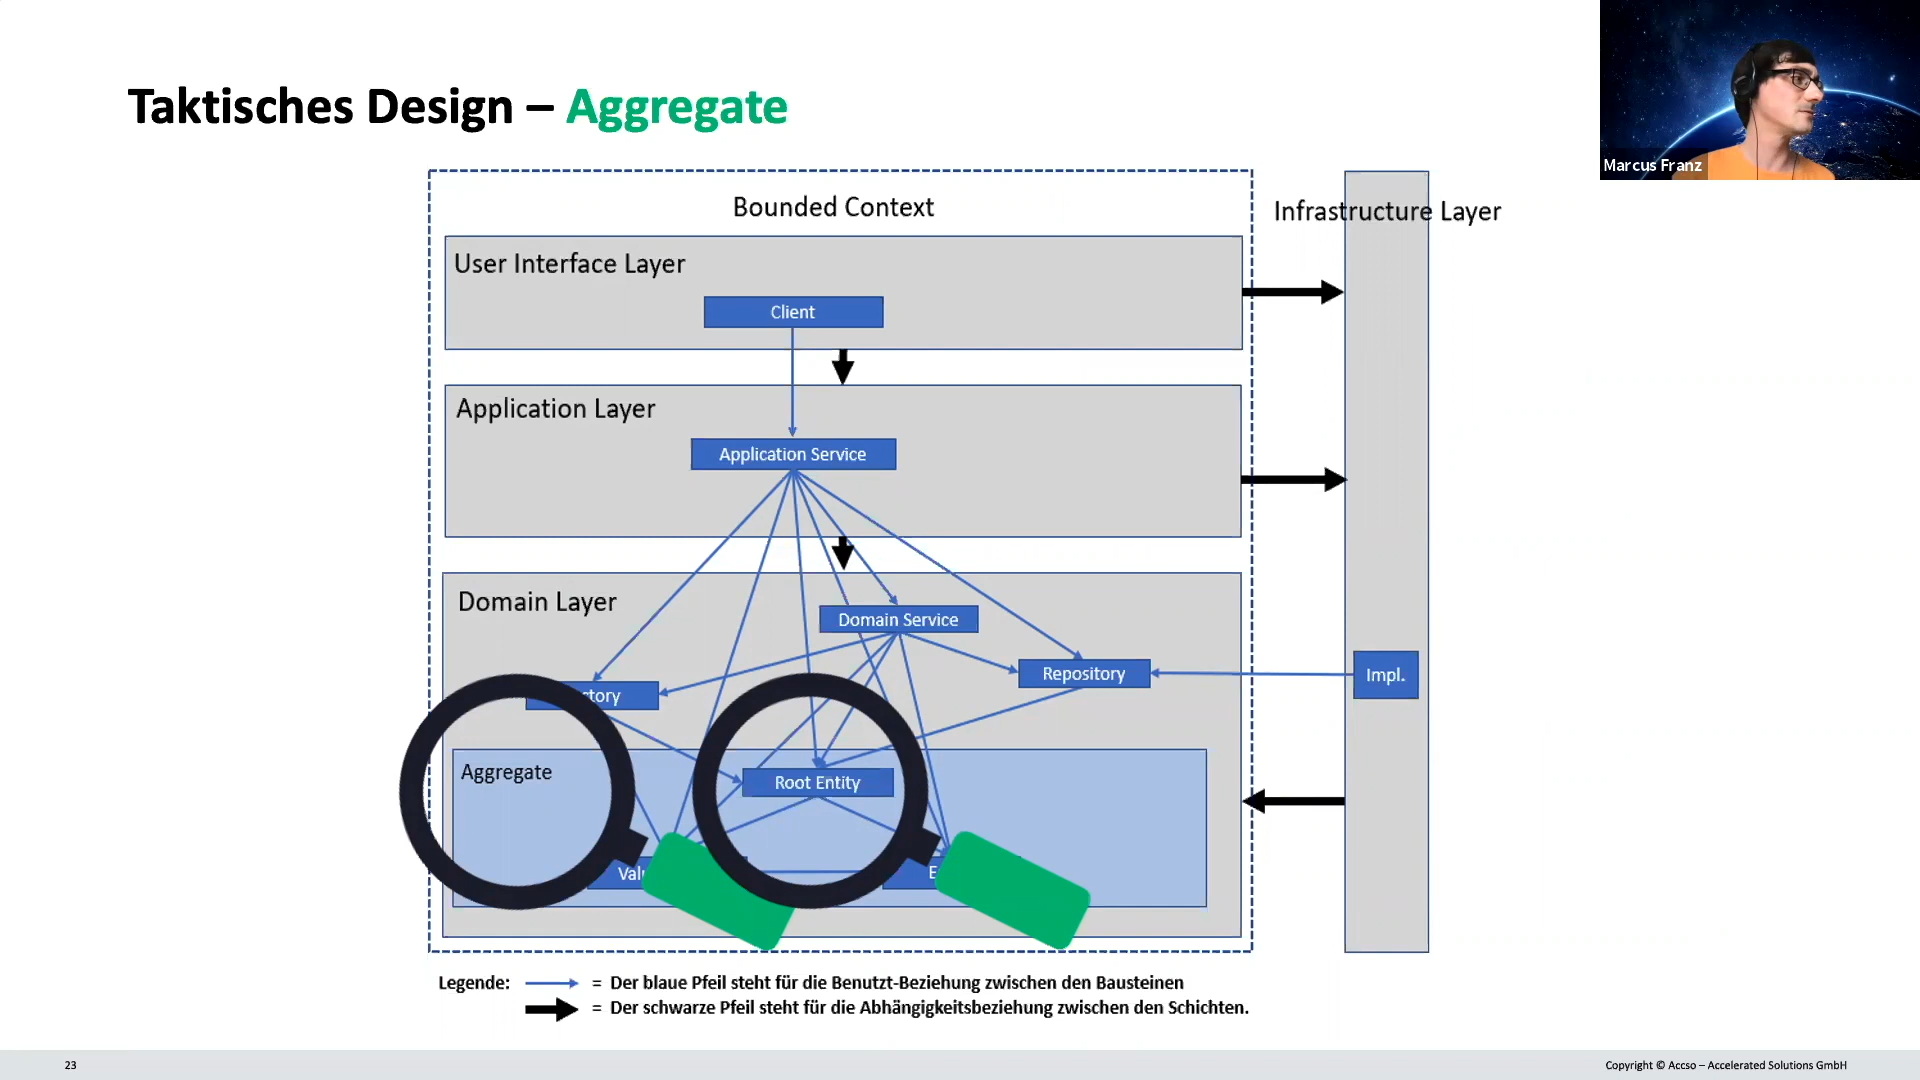 Taktisches Design – Aggregate
Marcus Franz
Bounded Context
Infrastructure Layer
User Interface Layer
Client
Application Layer
Application Service
Domain Layer
Domain Service
Repository
Impl.
tory
Aggregate
Root Entity
Val
E
Legende:
= Der blaue Pfeil steht für die Benutzt-Beziehung zwischen den Bausteinen
= Der schwarze Pfeil steht für die Abhängigkeitsbeziehung zwischen den Schichten.
23
Copyright © Accso – Accelerated Solutions GmbH